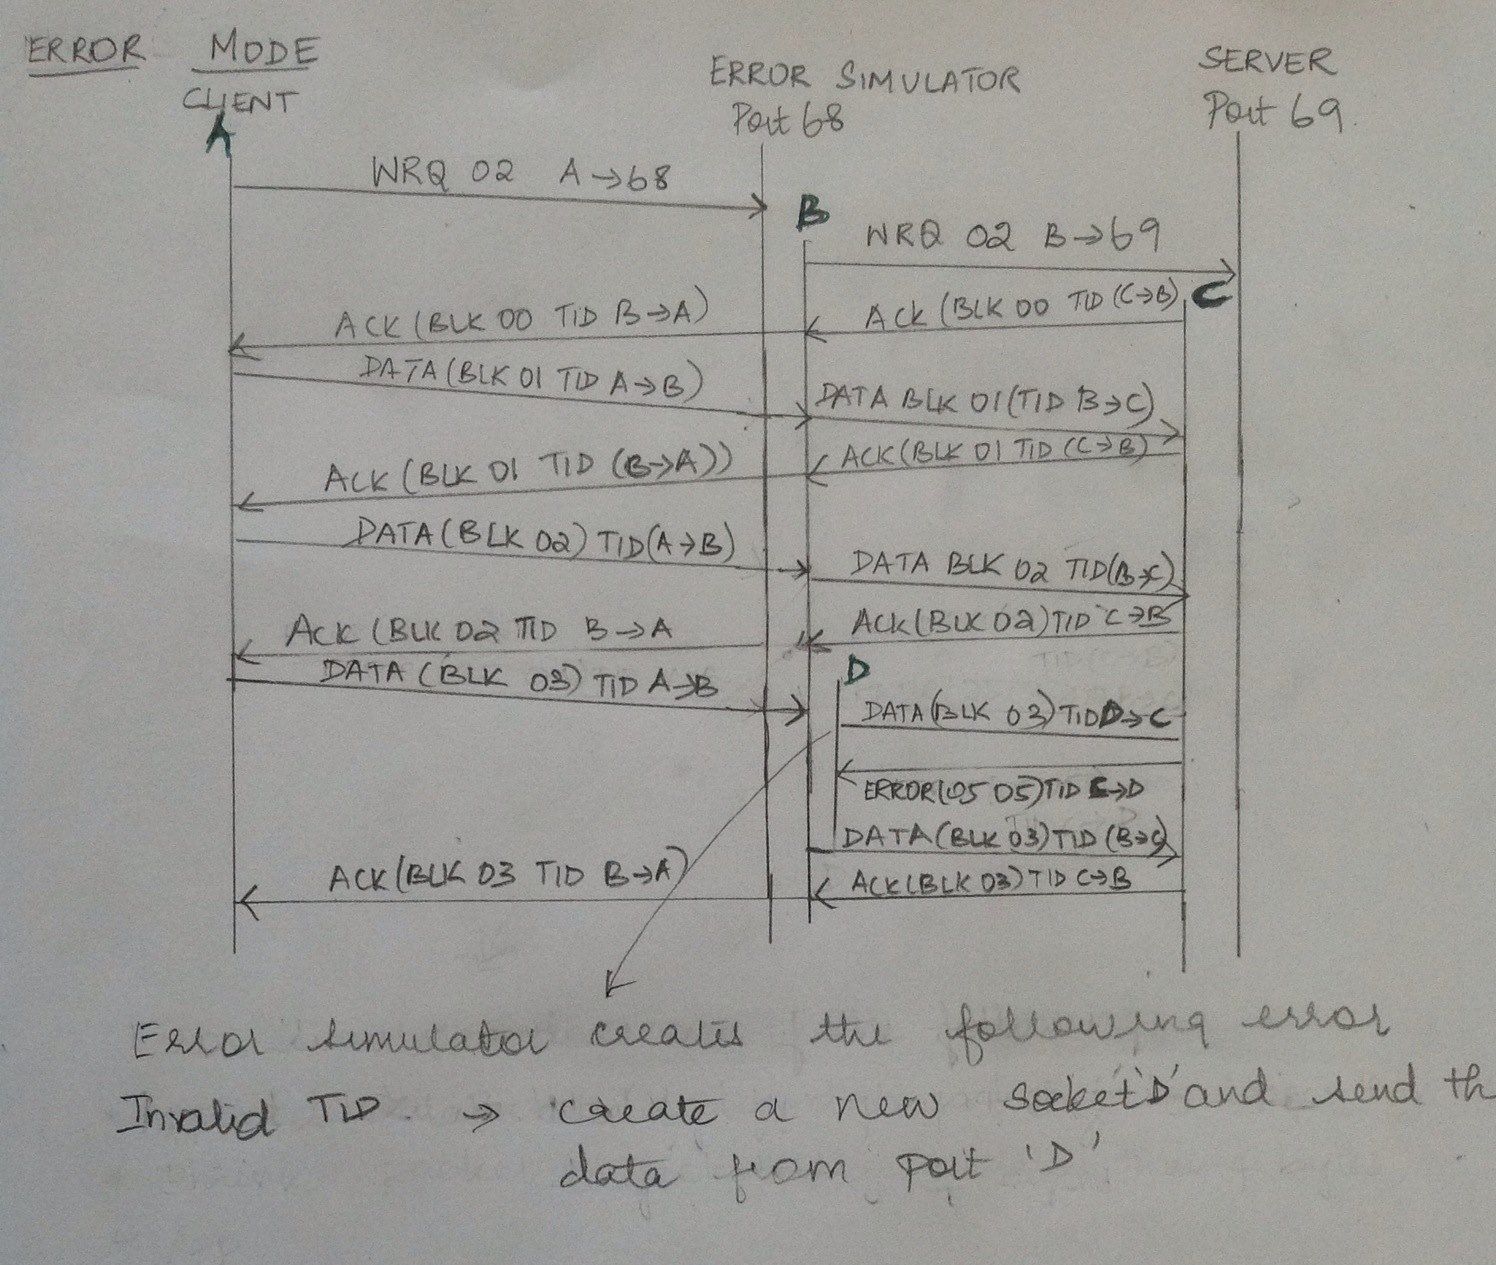 ERROR MODE
CLIENT
A
ERROR SIMULATOR
Port 68
SERVER
Port 69
WRQ 02 A→68
B
WRQ 02 B→69
ACK (BLK 00 TID B→A)
ACK (BLK 00 TID (C→B)
C
DATA (BLK 01 TID A→B)
DATA BLK 01 (TID B→C)
ACK (BLK 01 TID (B→A))
ACK (BLK 01 TID (C→B)
DATA (BLK 02) TID (A→B)
DATA BLK 02 TID (B→C)
ACK (BLK 02 TID B→A
ACK (BLK 02) TID C→B
DATA (BLK 03) TID A→B
D
DATA (BLK 03) TID D→C
ERROR (05 05) TID C→D
DATA (BLK 03) TID (B→C)
ACK (BLK 03 TID B→A)
ACK (BLK 03) TID C→B
Error simulator creates the following error
Invalid TID → create a new socket 'D' and send th
data from port 'D'